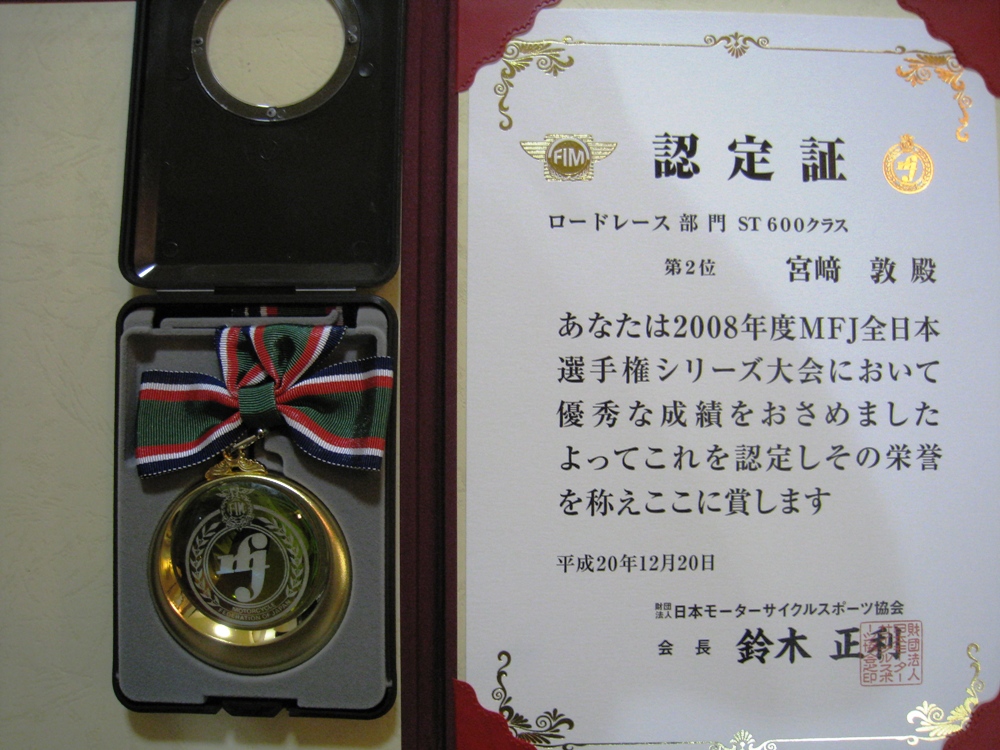 FIM
認定証
ロードレース 部 門 ST 600クラス
第2位 宮﨑 敦 殿
あなたは2008年度MFJ全日本
選手権シリーズ大会において
優秀な成績をおさめました
よってこれを認定しその栄誉
を称えここに賞します
平成20年12月20日
財団法人日本モーターサイクルスポーツ協会
会 長 鈴木 正利
FIM
mfj
MOTORCYCLE
FEDERATION OF JAPAN